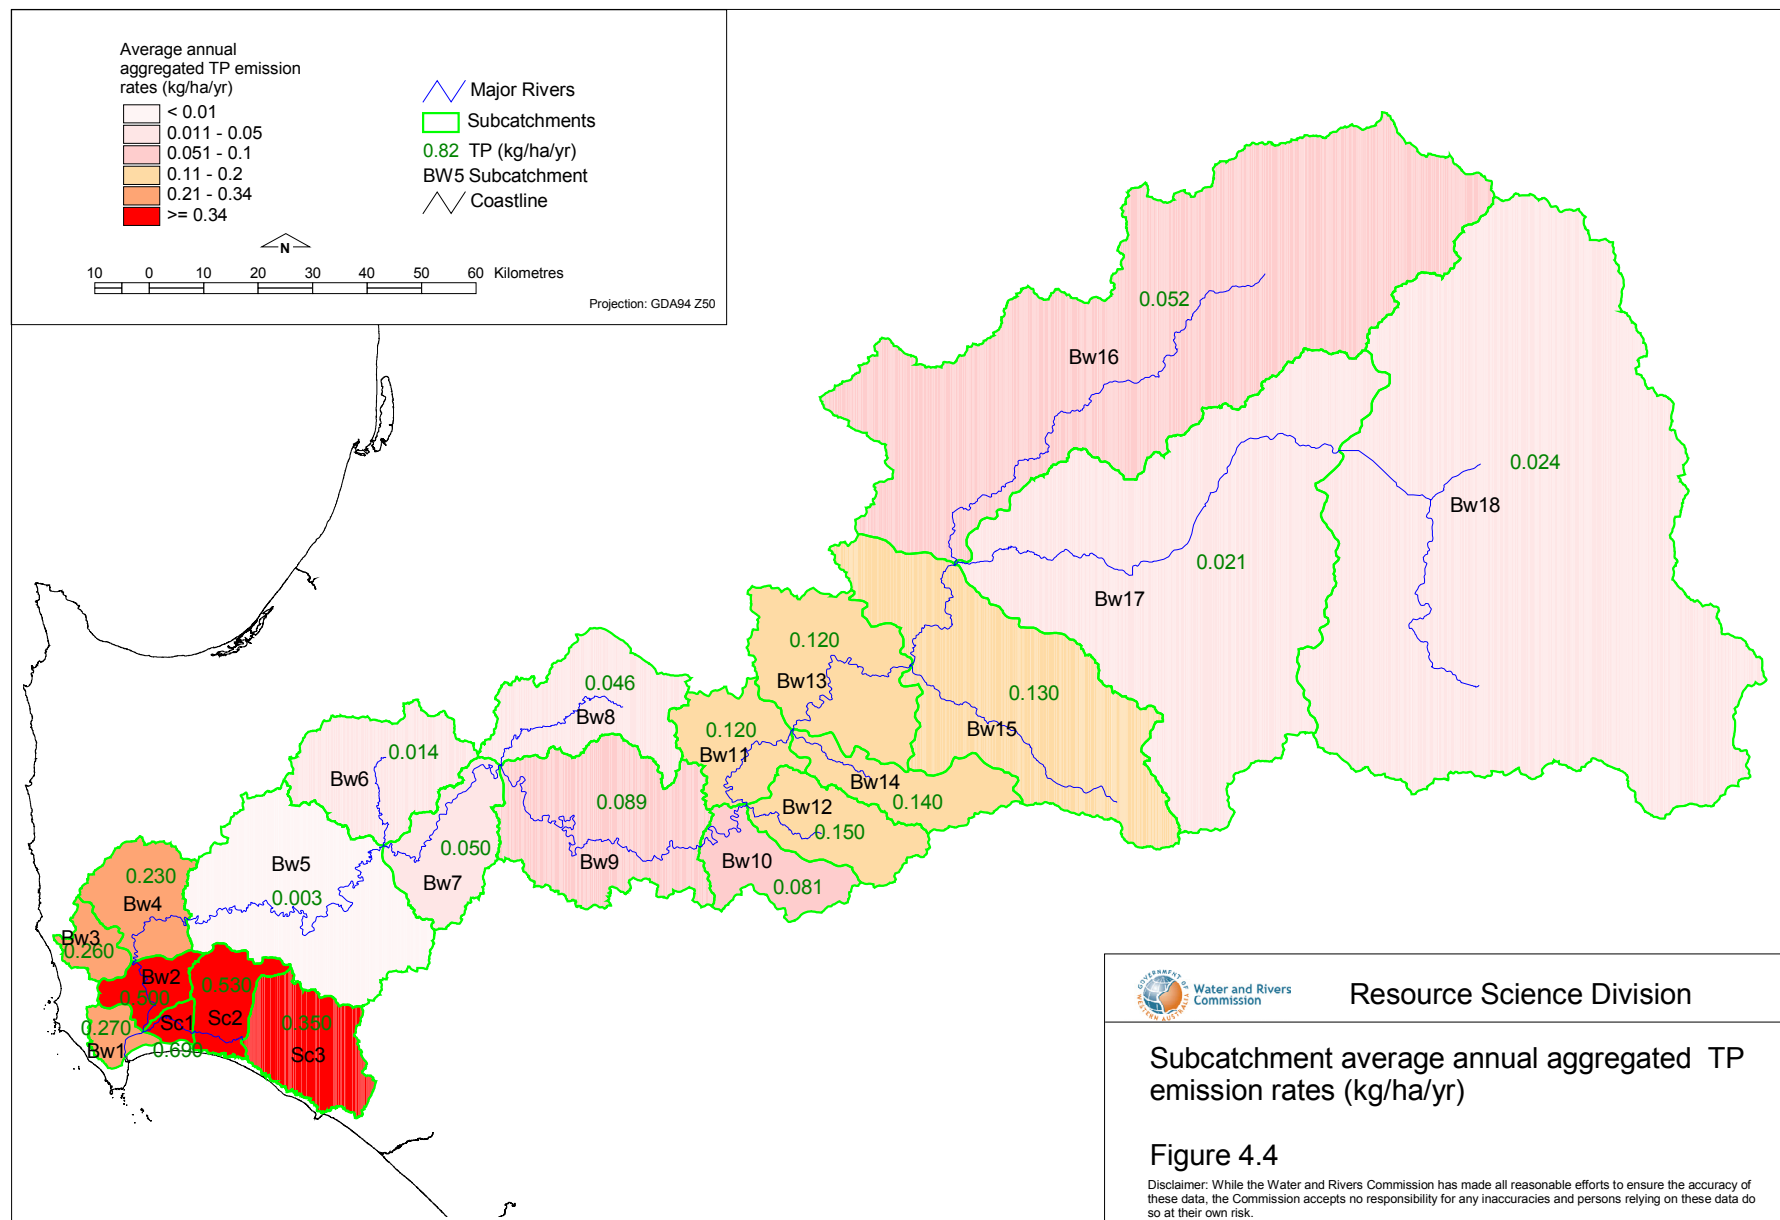 Average annual
aggregated TP emission
rates (kg/ha/yr)
< 0.01
0.011 - 0.05
0.051 - 0.1
0.11 - 0.2
0.21 - 0.34
>= 0.34
Major Rivers
Subcatchments
0.82 TP (kg/ha/yr)
BW5 Subcatchment
Coastline
N
10 0 10 20 30 40 50 60 Kilometres
Projection: GDA94 Z50
0.052
Bw16
0.024
Bw18
0.021
Bw17
0.120
Bw13
0.130
Bw15
0.046
Bw8
0.120
Bw11
0.014
Bw6
Bw14
0.140
0.089
Bw12
0.150
0.050
Bw7
Bw9
Bw10
0.081
Bw5
0.003
0.230
Bw4
Bw3
0.260
Bw2
0.500
0.530
Sc2
Sc1
0.350
Sc3
0.270
Bw1
0.690
GOVERNMENT OF
WESTERN AUSTRALIA
Water and Rivers
Commission
Resource Science Division
Subcatchment average annual aggregated TP
emission rates (kg/ha/yr)
Figure 4.4
Disclaimer: While the Water and Rivers Commission has made all reasonable efforts to ensure the accuracy of
these data, the Commission accepts no responsibility for any inaccuracies and persons relying on these data do
so at their own risk.